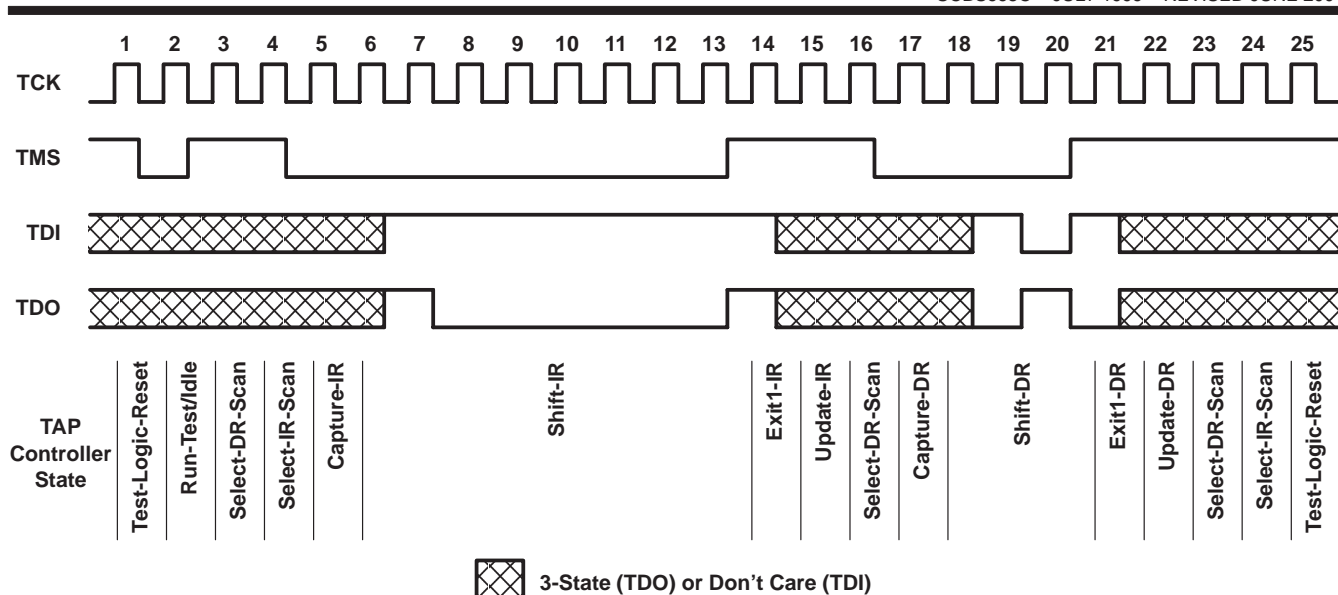 1 2 3 4 5 6 7 8 9 10 11 12 13 14 15 16 17 18 19 20 21 22 23 24 25
TCK
TMS
TDI
TDO
TAP
Controller
State
Test-Logic-Reset
Run-Test/Idle
Select-DR-Scan
Select-IR-Scan
Capture-IR
Shift-IR
Exit1-IR
Update-IR
Select-DR-Scan
Capture-DR
Shift-DR
Exit1-DR
Update-DR
Select-DR-Scan
Select-IR-Scan
Test-Logic-Reset
3-State (TDO) or Don't Care (TDI)